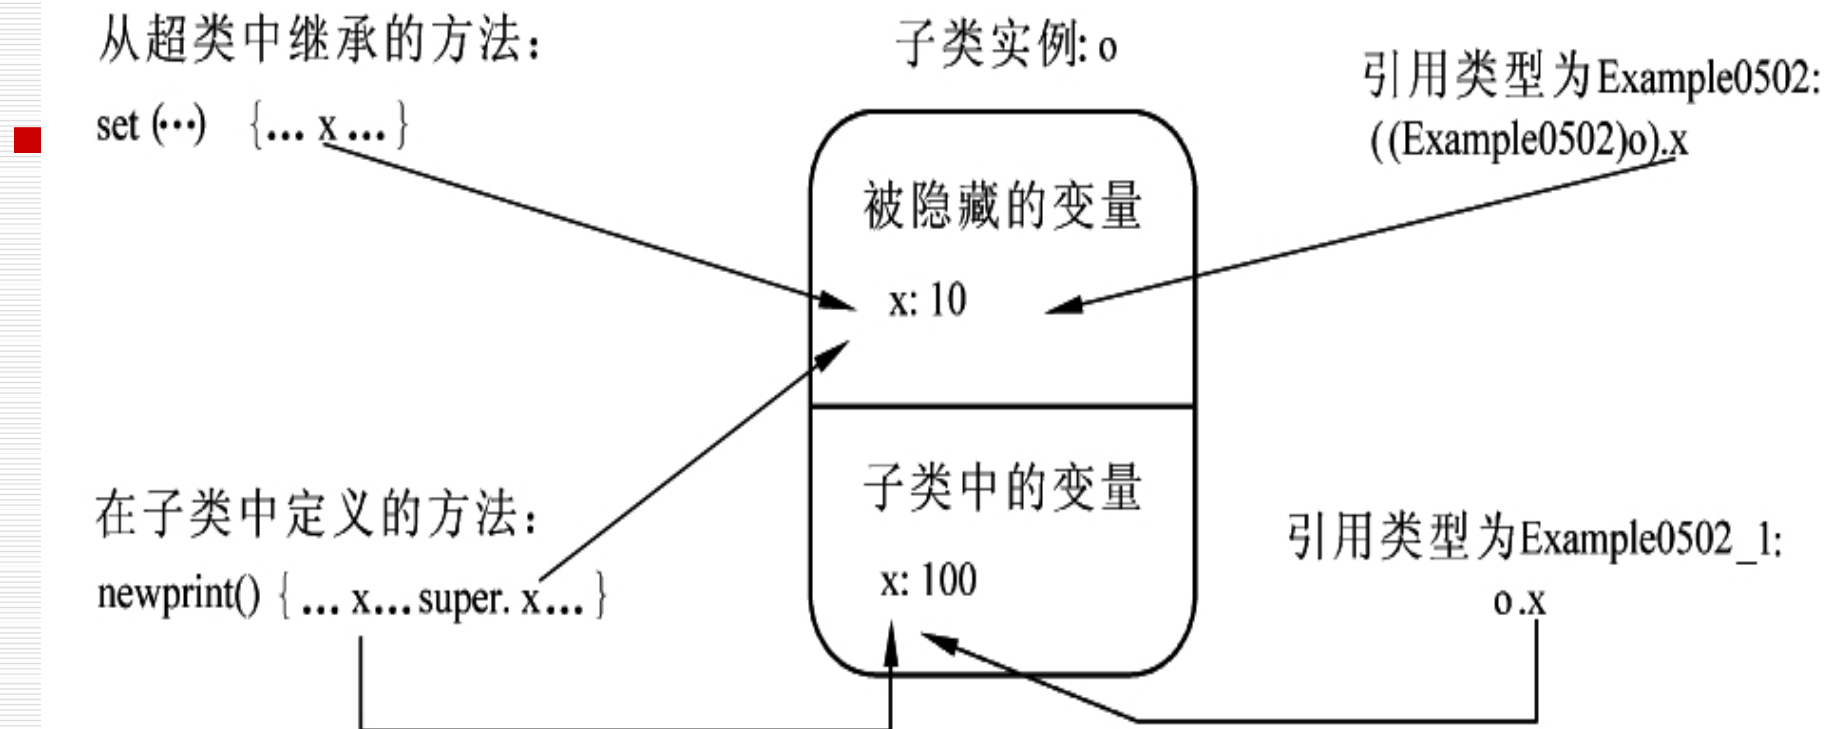 从超类中继承的方法：
set (…) {… x …}
子类实例: o
引用类型为Example0502:
((Example0502)o).x
被隐藏的变量
x: 10
在子类中定义的方法：
newprint() {… x… super. x… }
子类中的变量
x: 100
引用类型为Example0502_1:
o .x